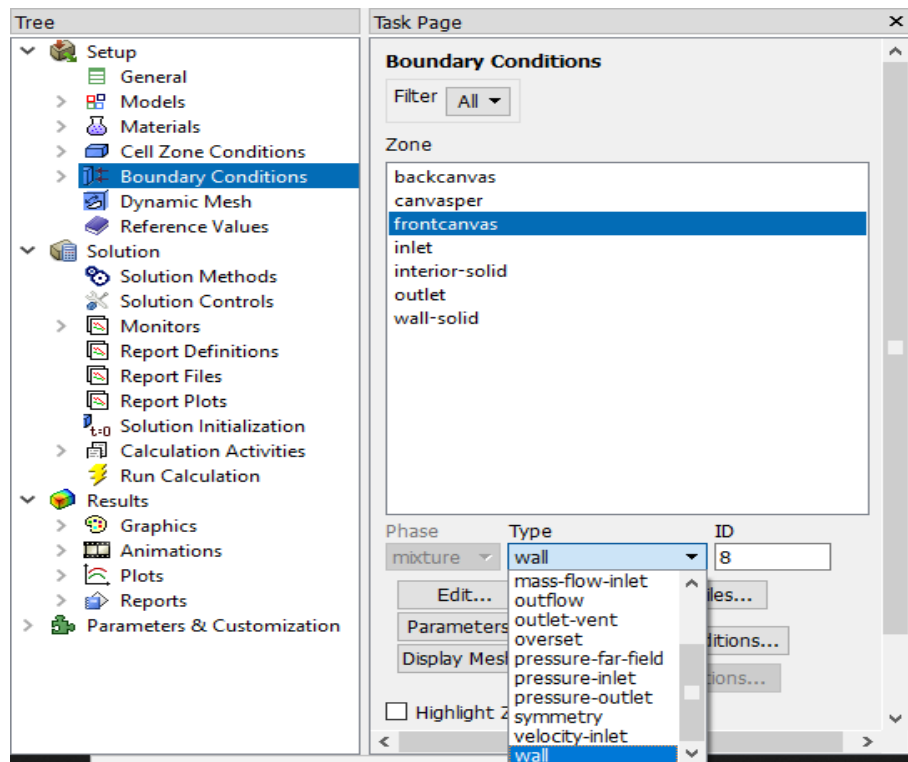 Tree
Setup
General
Models
Materials
Cell Zone Conditions
Boundary Conditions
Dynamic Mesh
Reference Values
Solution
Solution Methods
Solution Controls
Monitors
Report Definitions
Report Files
Report Plots
t=0 Solution Initialization
Calculation Activities
Run Calculation
Results
Graphics
Animations
Plots
Reports
Parameters & Customization
Task Page
Boundary Conditions
Filter All
Zone
backcanvas
canvasper
frontcanvas
inlet
interior-solid
outlet
wall-solid
Phase Type ID
mixture wall 8
mass-flow-inlet
outflow
outlet-vent
overset
pressure-far-field
pressure-inlet
pressure-outlet
symmetry
velocity-inlet
wall
Edit... iles...
Parameters ditions...
Display Mesh ions...
Highlight Z